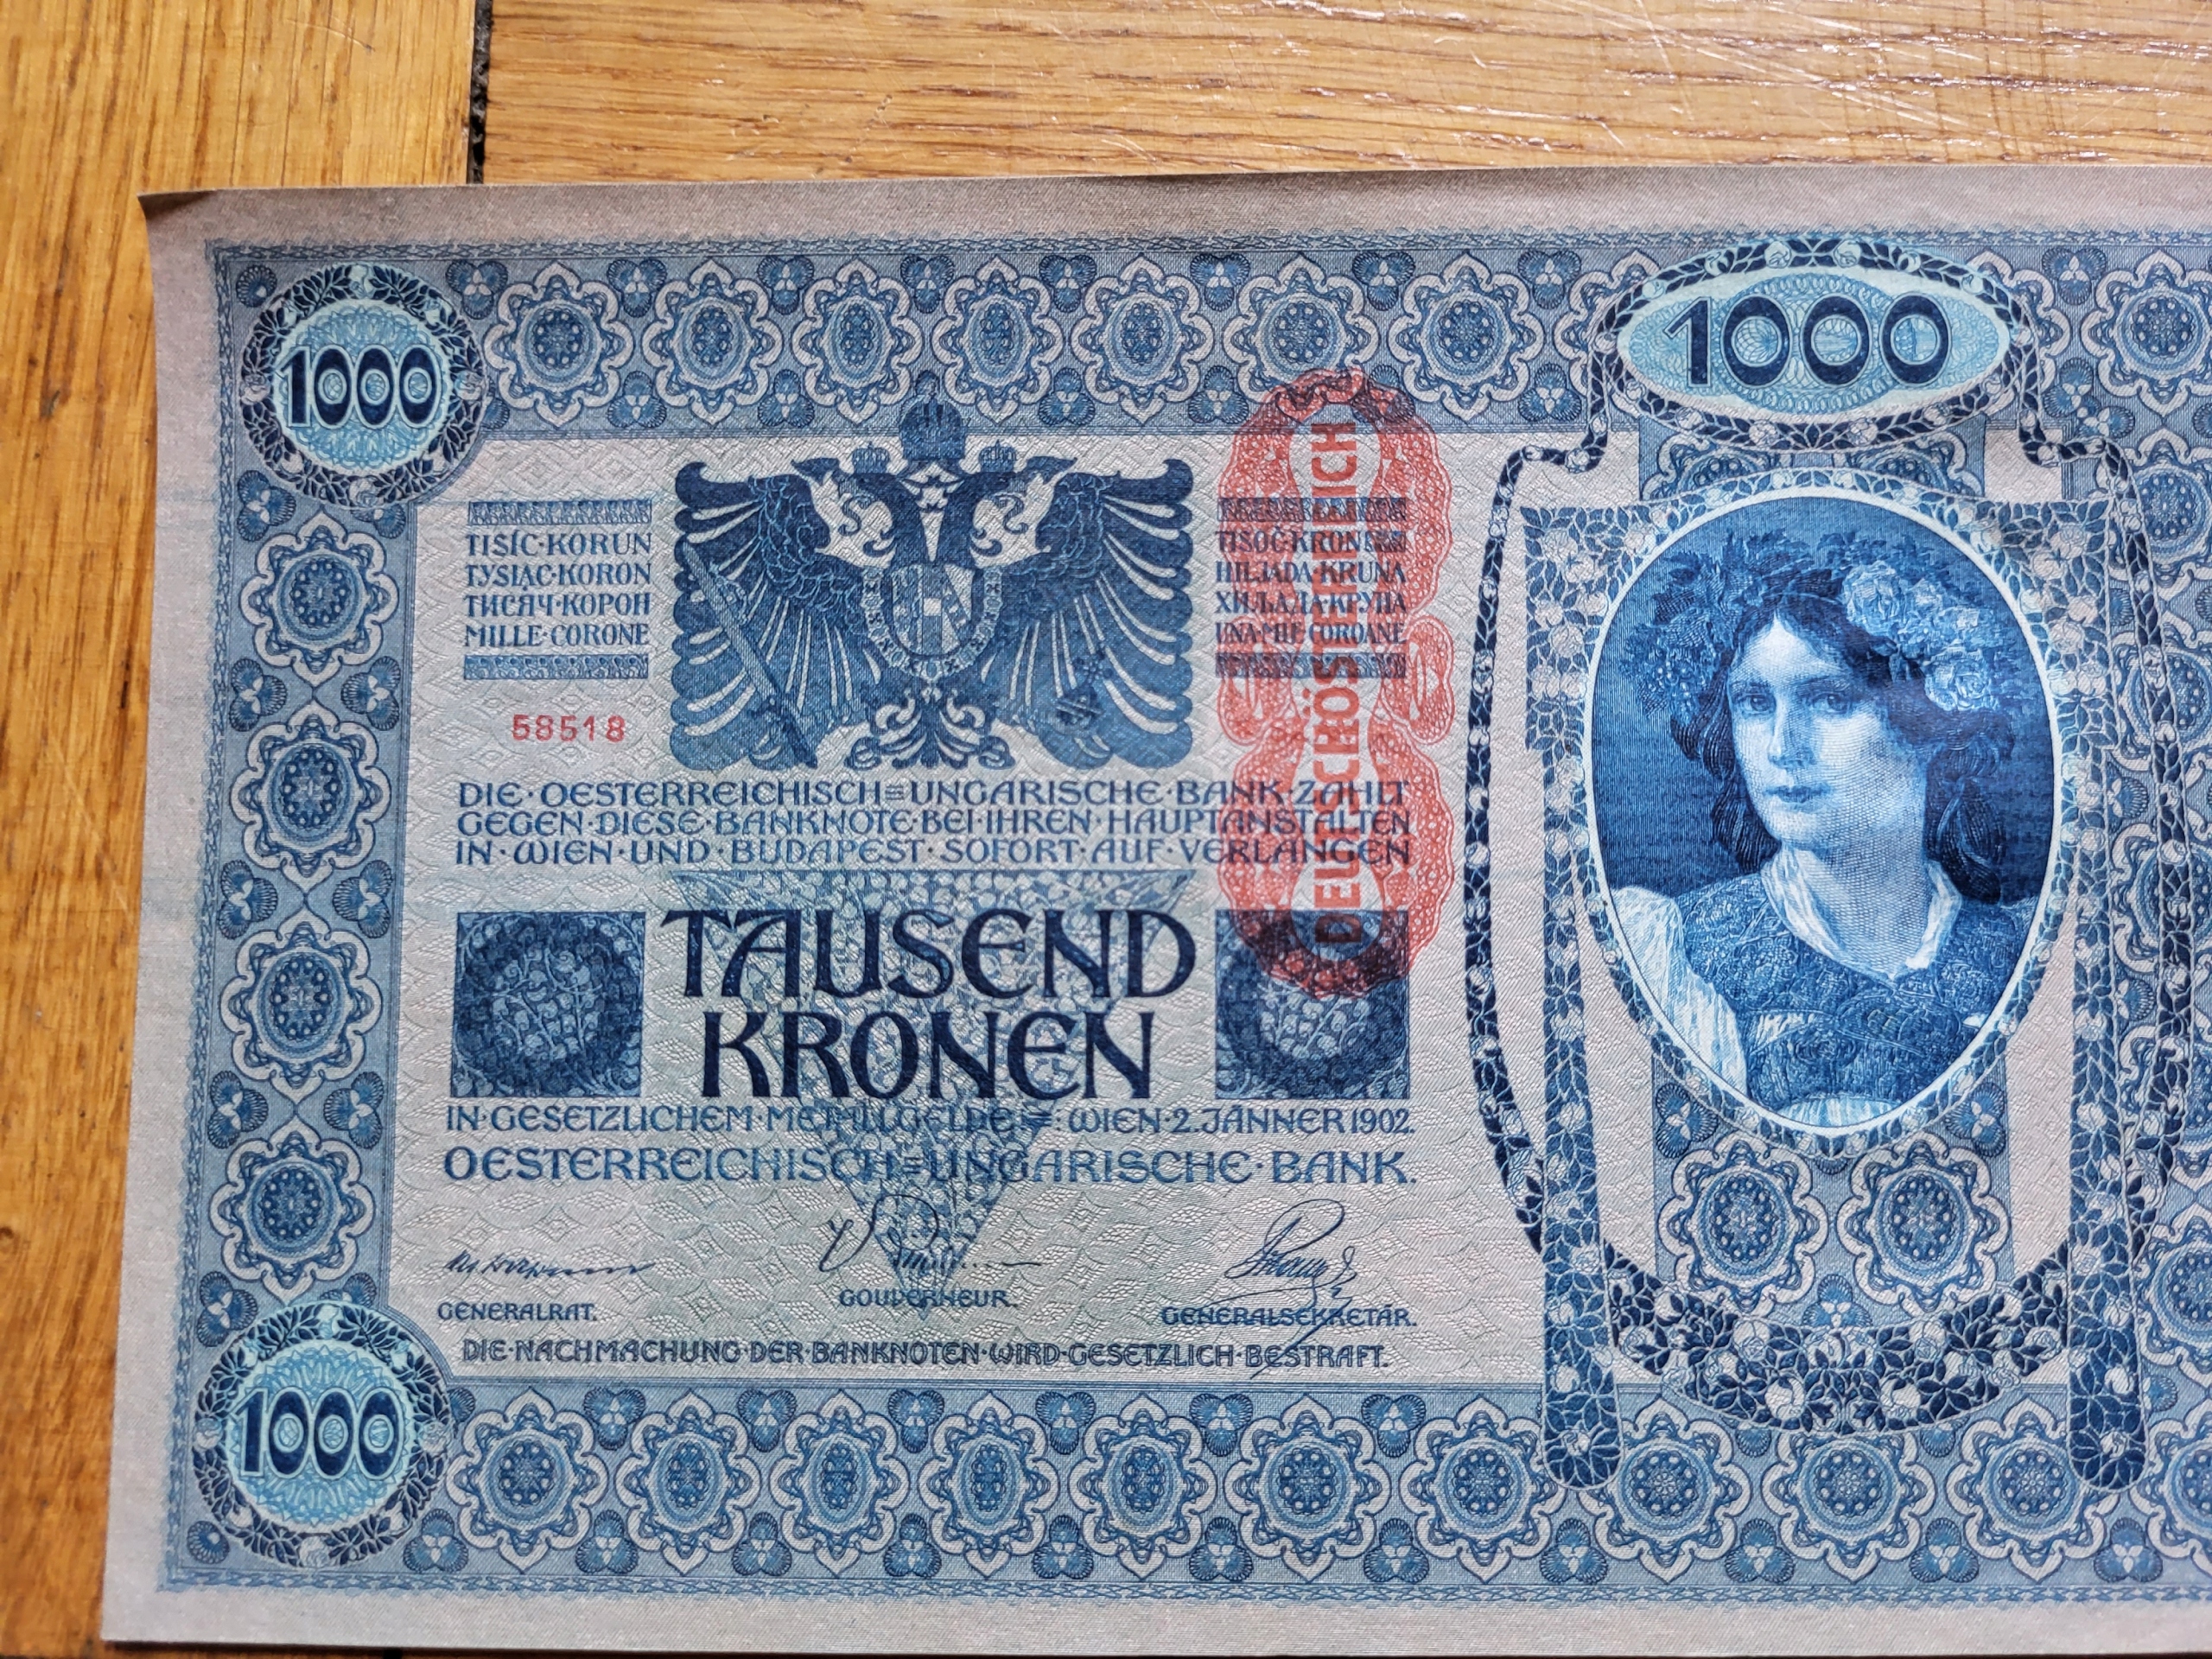 1000
1000
TISÍC·KORUN
TYSIĄC·KORON
ТИСЯЧ·КОРОН
MILLE·CORONE
TISOČ·KRON
HILJADA·KRUNA
ХИЉАДА·КРУНА
UNA·MIE COROANE
DEUTSCHÖSTERREICH
58518
DIE·OESTERREICHISCH=UNGARISCHE·BANK·ZAHLT
GEGEN·DIESE·BANKNOTE·BEI·IHREN·HAUPTANSTALTEN
IN·WIEN·UND·BUDAPEST·SOFORT·AUF·VERLANGEN
TAUSEND
KRONEN
IN·GESETZLICHEM·METALLGELDE·=:WIEN·2.JÄNNER 1902.
OESTERREICHISCH=UNGARISCHE·BANK.
GENERALRAT.
GOUVERNEUR.
GENERALSEKRETÄR.
DIE·NACHMACHUNG·DER·BANKNOTEN·WIRD·GESETZLICH·BESTRAFT.
1000